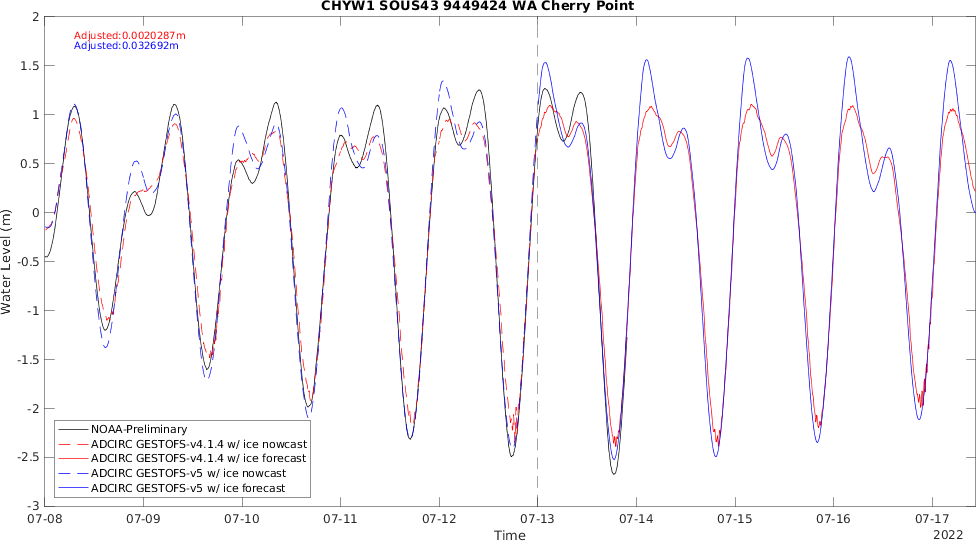 CHYW1 SOUS43 9449424 WA Cherry Point
Adjusted:0.0020287m
Adjusted:0.032692m
2
1.5
1
0.5
0
-0.5
-1
-1.5
-2
-2.5
-3
Water Level (m)
NOAA-Preliminary
ADCIRC GESTOFS-v4.1.4 w/ ice nowcast
ADCIRC GESTOFS-v4.1.4 w/ ice forecast
ADCIRC GESTOFS-v5 w/ ice nowcast
ADCIRC GESTOFS-v5 w/ ice forecast
07-08 07-09 07-10 07-11 07-12 07-13 07-14 07-15 07-16 07-17
Time
2022